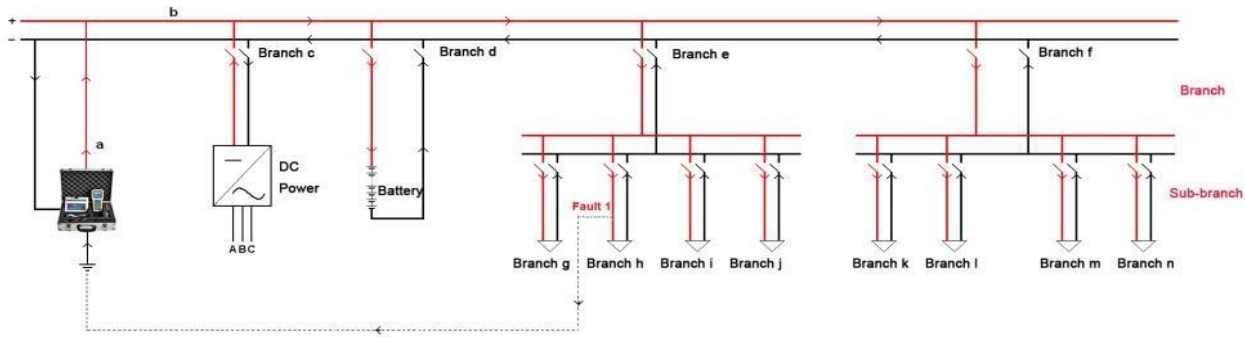 b
+
−
Branch c
Branch d
Branch e
Branch f
Branch
a
DC
Power
Battery
Sub-branch
Fault 1
A B C
Branch g
Branch h
Branch i
Branch j
Branch k
Branch l
Branch m
Branch n